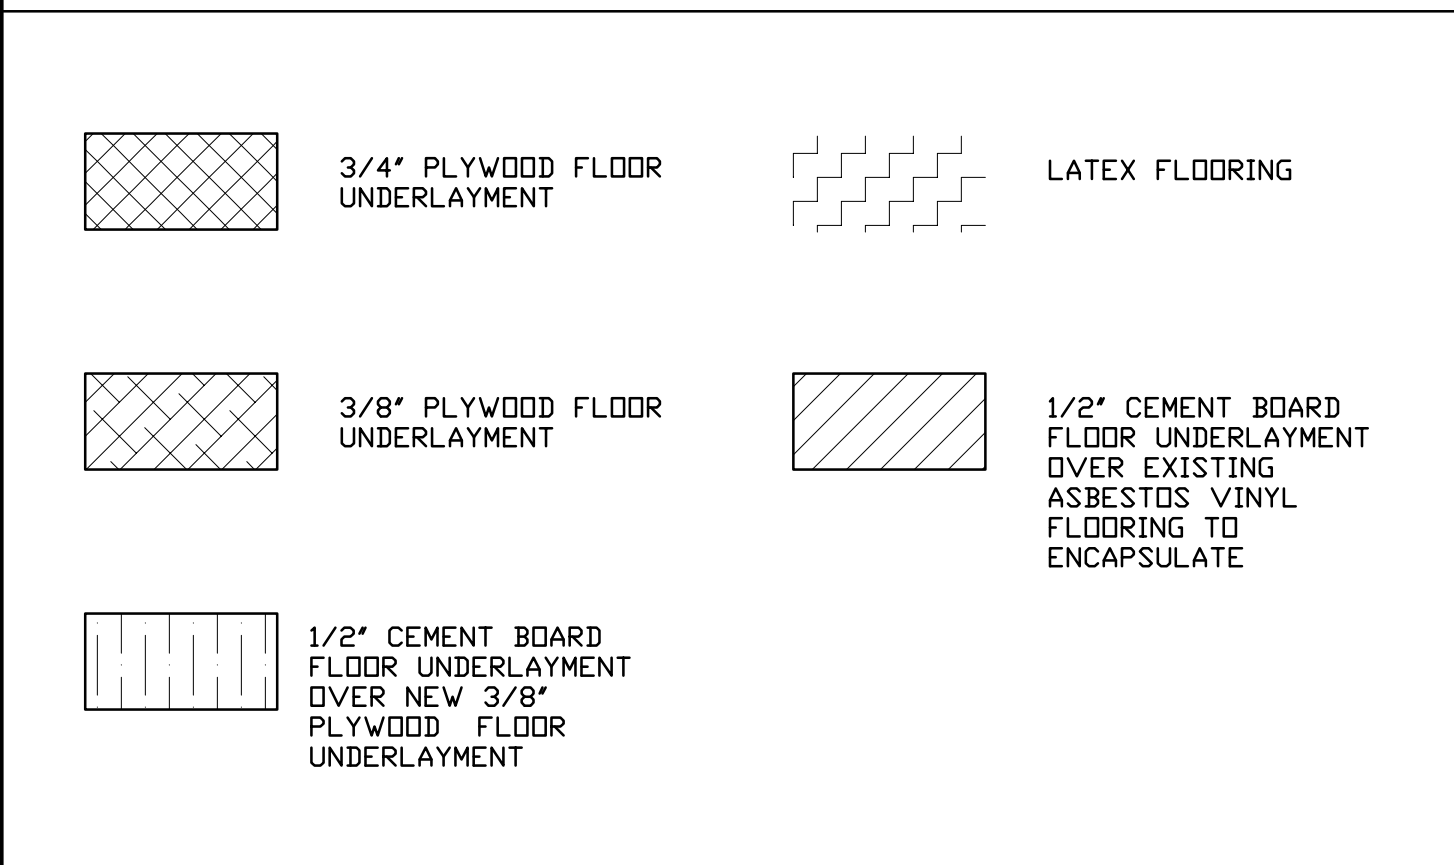 3/4" PLYWOOD FLOOR
UNDERLAYMENT
LATEX FLOORING
3/8" PLYWOOD FLOOR
UNDERLAYMENT
1/2" CEMENT BOARD
FLOOR UNDERLAYMENT
OVER EXISTING
ASBESTOS VINYL
FLOORING TO
ENCAPSULATE
1/2" CEMENT BOARD
FLOOR UNDERLAYMENT
OVER NEW 3/8"
PLYWOOD FLOOR
UNDERLAYMENT